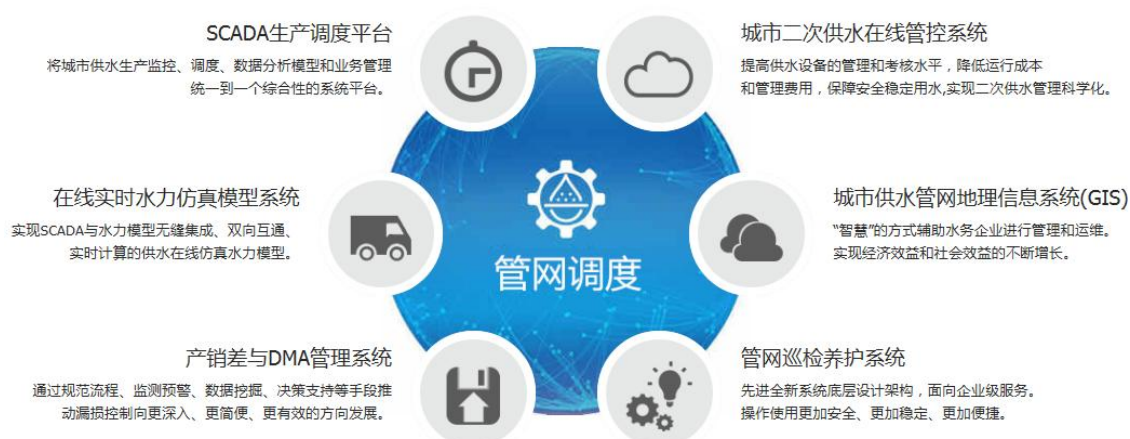 SCADA生产调度平台
将城市供水生产监控、调度、数据分析模型和业务管理
统一到一个综合性的系统平台。
城市二次供水在线管控系统
提高供水设备的管理和考核水平，降低运行成本
和管理费用，保障安全稳定用水,实现二次供水管理科学化。
在线实时水力仿真模型系统
实现SCADA与水力模型无缝集成、双向互通、
实时计算的供水在线仿真水力模型。
管网调度
城市供水管网地理信息系统(GIS)
“智慧”的方式辅助水务企业进行管理和运维。
实现经济效益和社会效益的不断增长。
产销差与DMA管理系统
通过规范流程、监测预警、数据挖掘、决策支持等手段推
动漏损控制向更深入、更简便、更有效的方向发展。
管网巡检养护系统
先进全新系统底层设计架构，面向企业级服务。
操作使用更加安全、更加稳定、更加便捷。